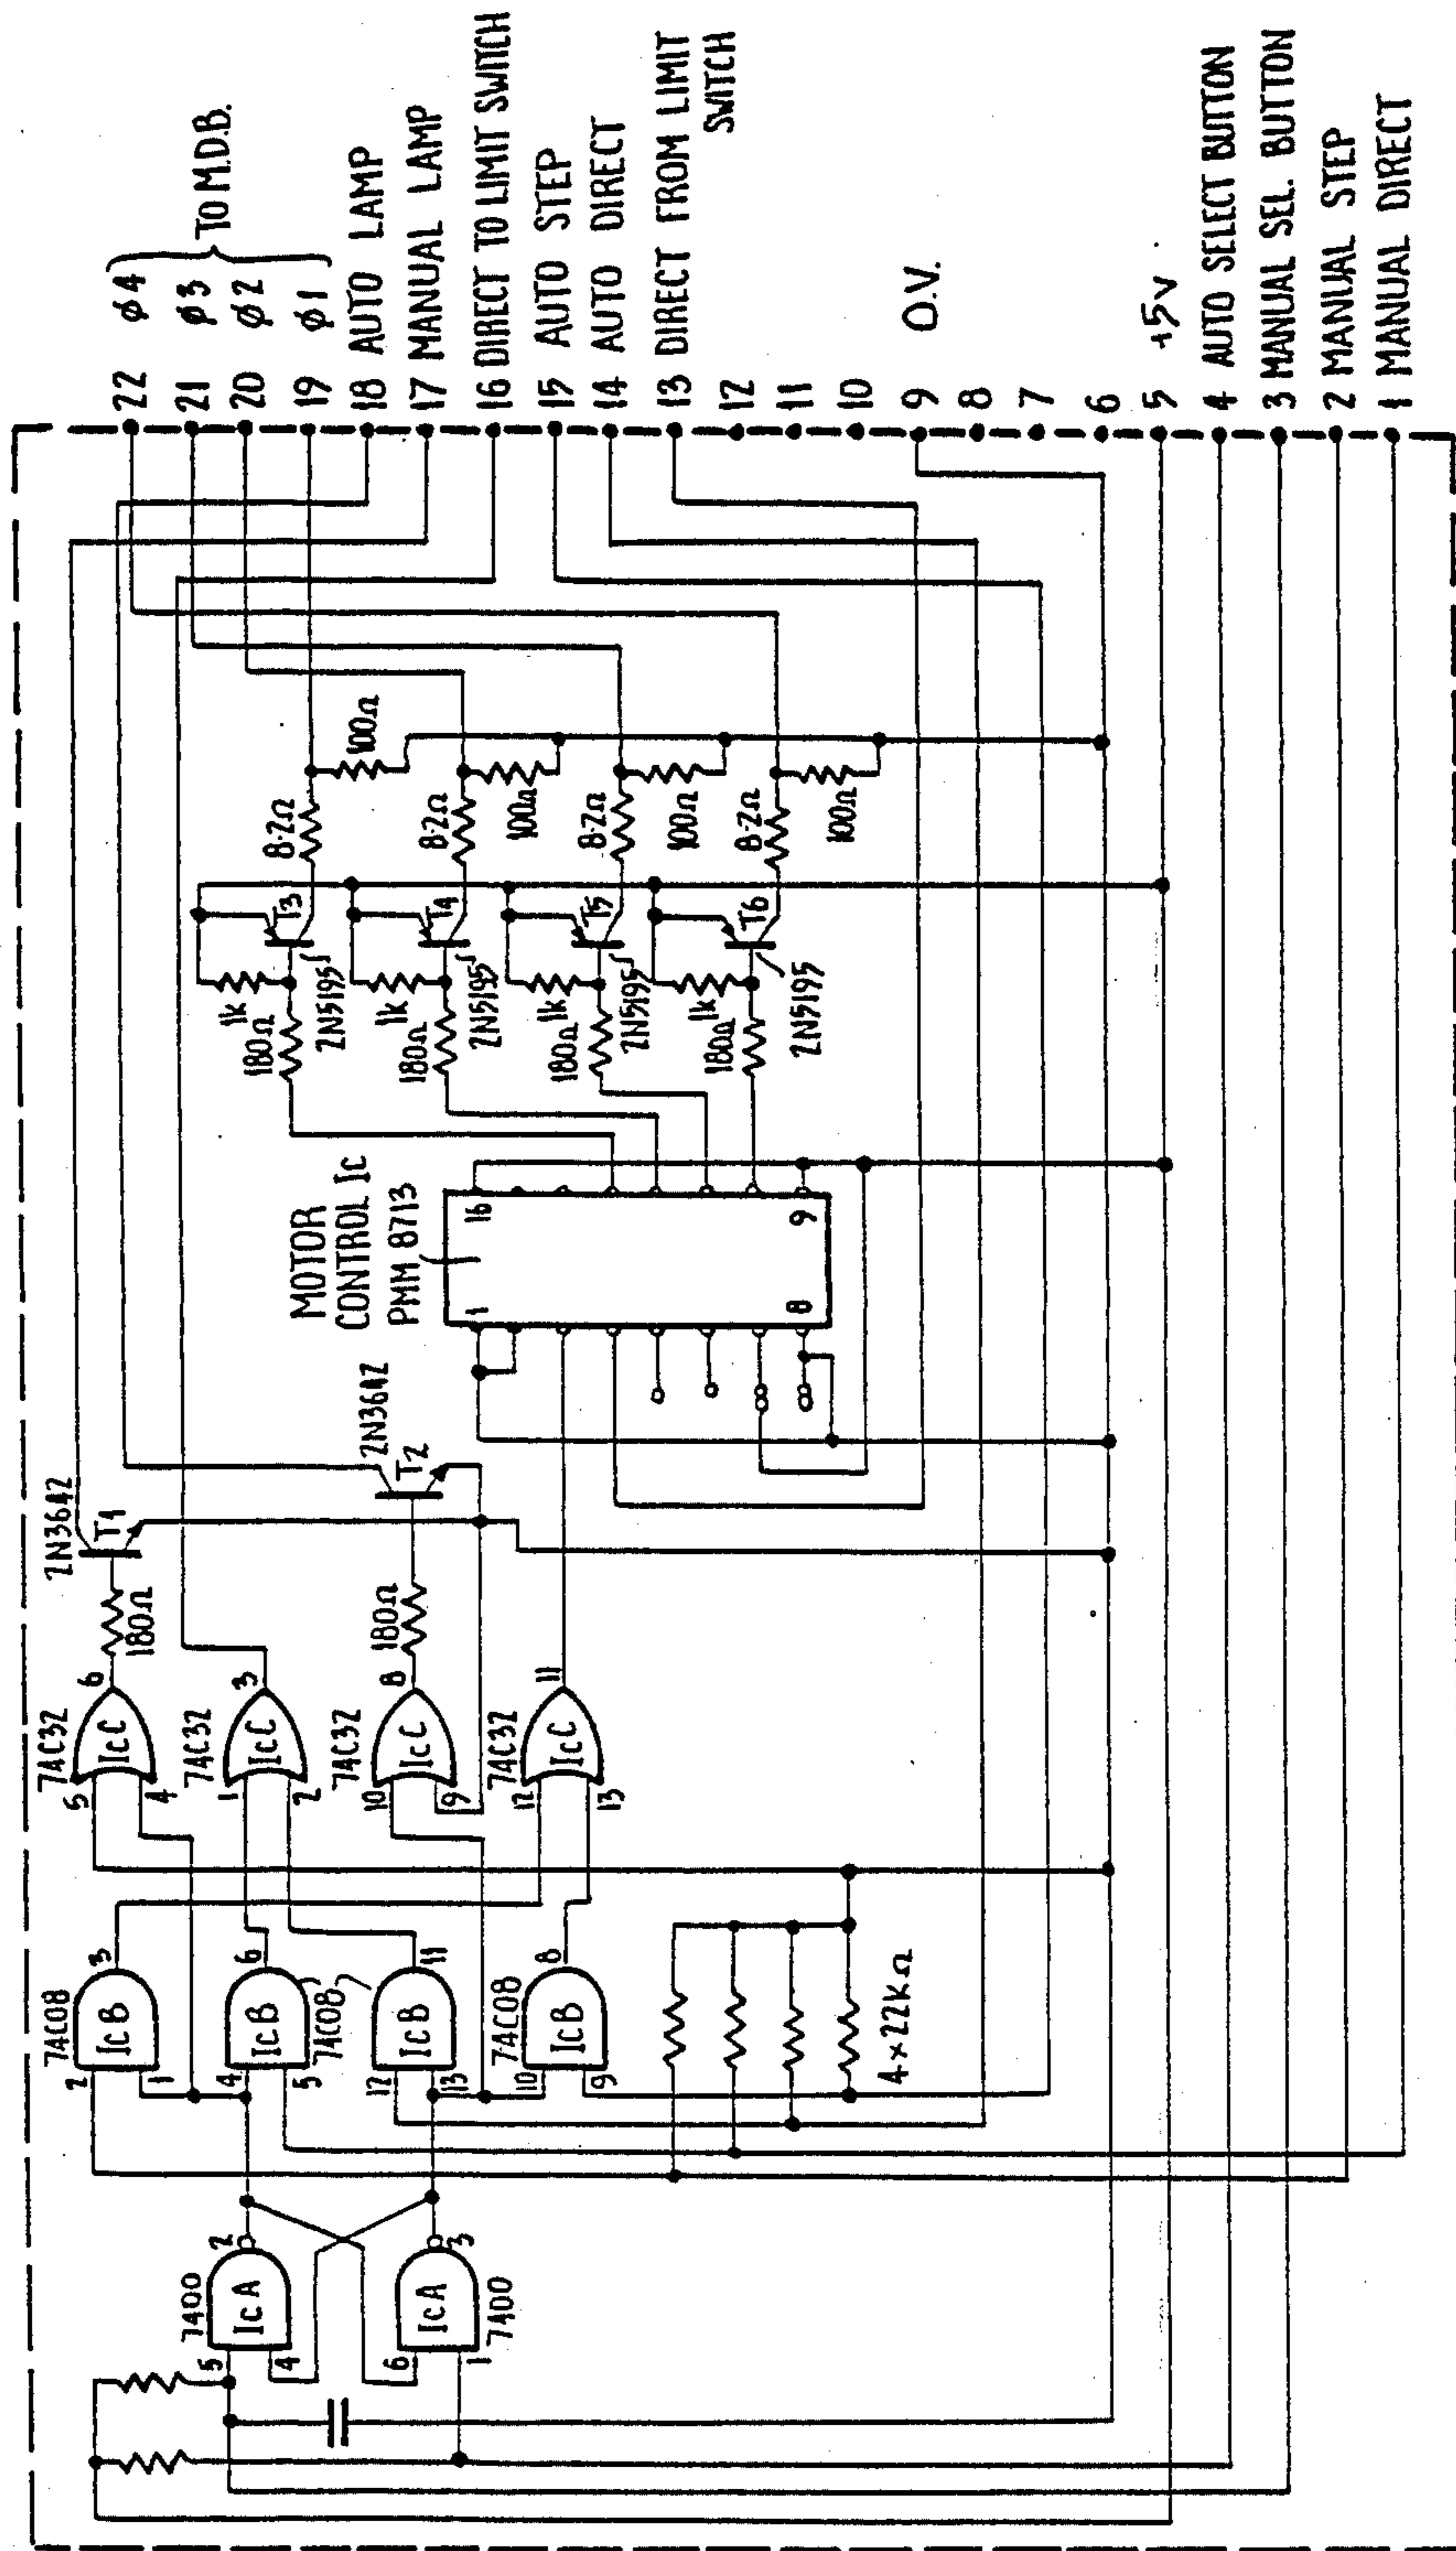 22 ø4
21 ø3
20 ø2
19 ø1
TO M.D.B.
18 AUTO LAMP
17 MANUAL LAMP
16 DIRECT TO LIMIT SWITCH
15 AUTO STEP
14 AUTO DIRECT
13 DIRECT FROM LIMIT
SWITCH
12
11
10
9 O.V.
8
7
6
5 +5V
4 AUTO SELECT BUTTON
3 MANUAL SEL. BUTTON
2 MANUAL STEP
1 MANUAL DIRECT
7400
5
4
IcA
2
6
1
IcA
3
7400
74C08
2
1
IcB
3
4
5
IcB
6
74C08
12
13
IcB
11
74C08
10
9
IcB
8
4×22kΩ
74C32
5
4
IcC
6
180Ω
2N3642
T1
74C32
1
2
IcC
3
74C32
10
9
IcC
8
180Ω
2N3642
T2
74C32
12
13
IcC
11
MOTOR
CONTROL Ic
PMM 8713
1
8
16
9
1k
180Ω
2N5195
T3
8·2Ω
100Ω
1k
180Ω
2N5195
T4
8·2Ω
100Ω
1k
180Ω
2N5195
T5
8·2Ω
100Ω
1k
180Ω
2N5195
T6
8·2Ω
100Ω